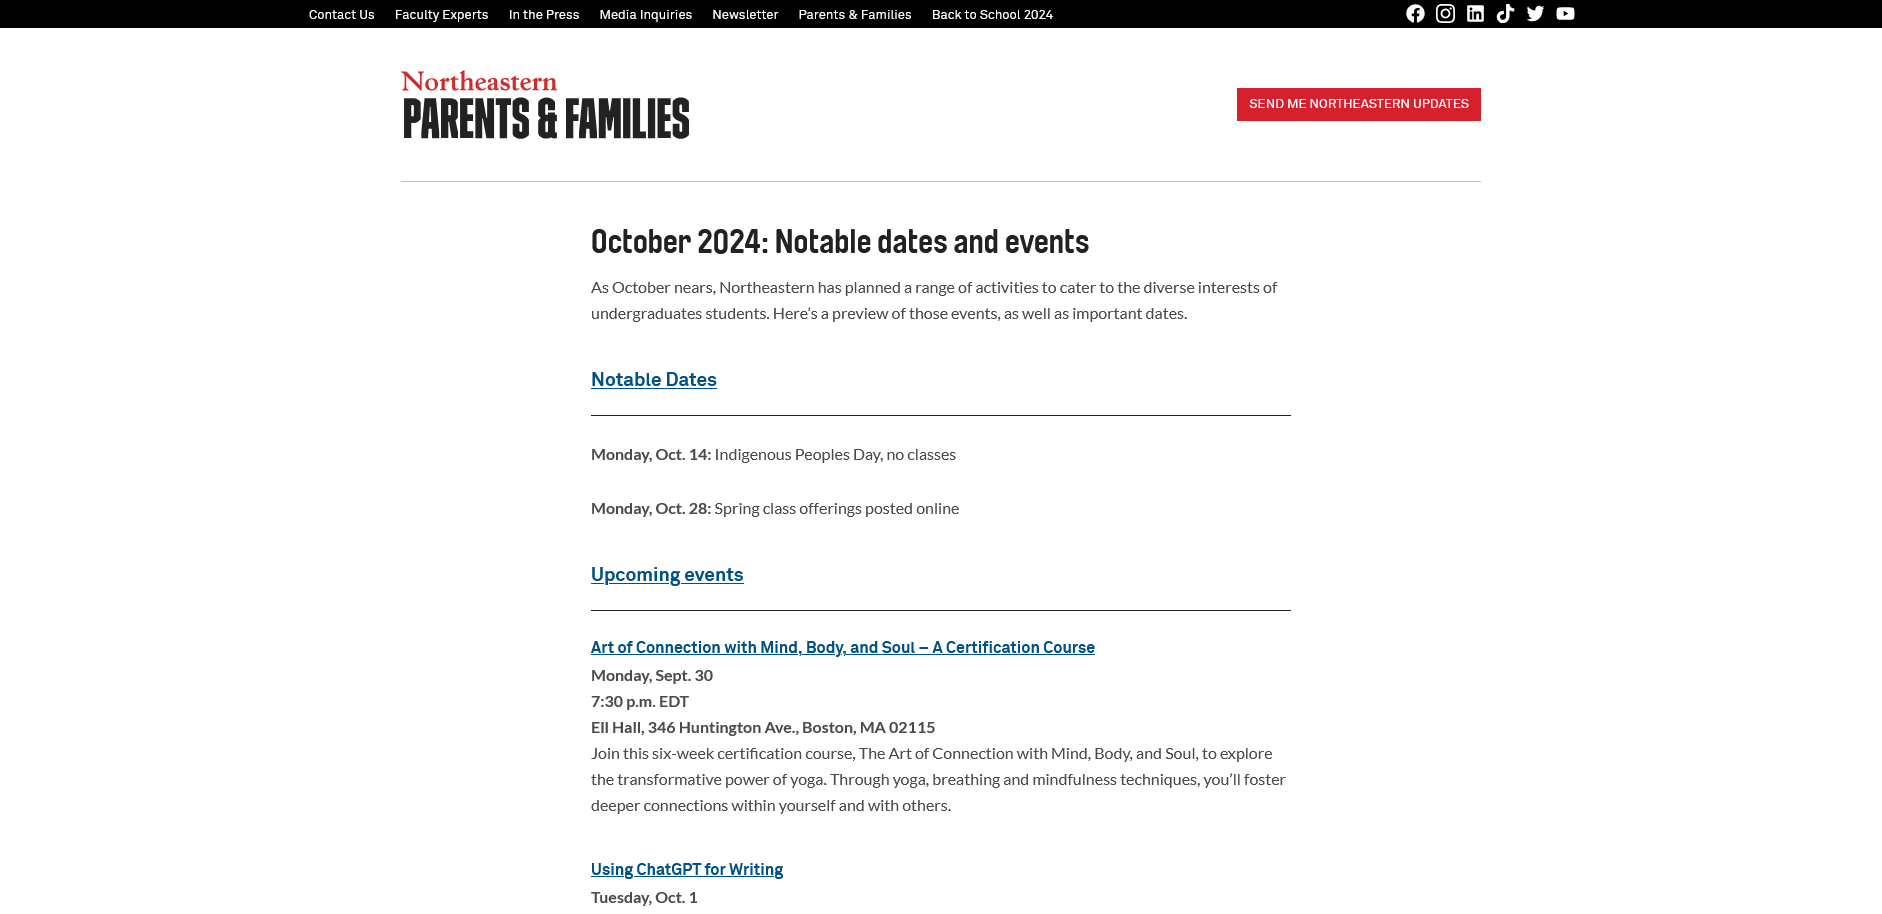 Contact Us Faculty Experts In the Press Media Inquiries Newsletter Parents & Families Back to School 2024
Northeastern
PARENTS & FAMILIES
SEND ME NORTHEASTERN UPDATES
October 2024: Notable dates and events
As October nears, Northeastern has planned a range of activities to cater to the diverse interests of
undergraduates students. Here’s a preview of those events, as well as important dates.
Notable Dates
Monday, Oct. 14: Indigenous Peoples Day, no classes
Monday, Oct. 28: Spring class offerings posted online
Upcoming events
Art of Connection with Mind, Body, and Soul – A Certification Course
Monday, Sept. 30
7:30 p.m. EDT
Ell Hall, 346 Huntington Ave., Boston, MA 02115
Join this six-week certification course, The Art of Connection with Mind, Body, and Soul, to explore
the transformative power of yoga. Through yoga, breathing and mindfulness techniques, you’ll foster
deeper connections within yourself and with others.
Using ChatGPT for Writing
Tuesday, Oct. 1